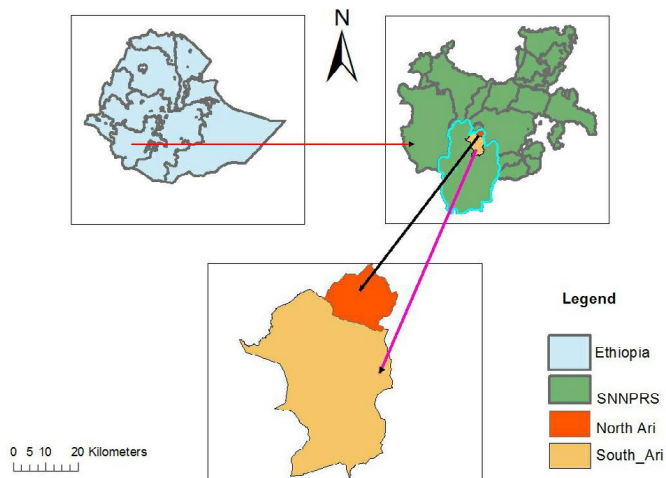 N
Legend
Ethiopia
SNNPRS
North Ari
South_Ari
0 5 10 20 Kilometers